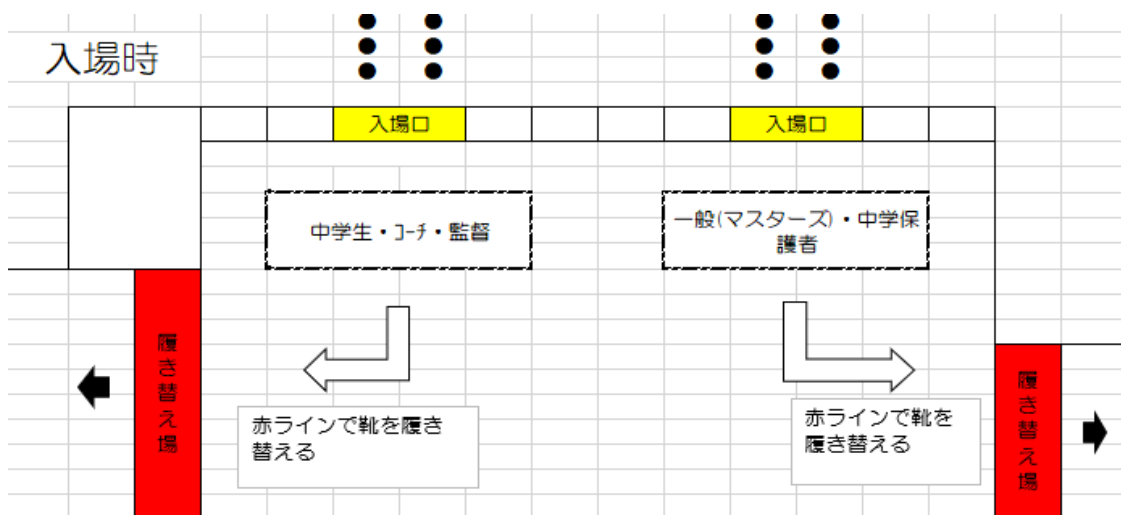 入場時
入場口
入場口
中学生・ｺｰﾁ・監督
一般(マスターズ)・中学保
護者
履き替え場
赤ラインで靴を履き
替える
赤ラインで靴を
履き替える
履き替え場